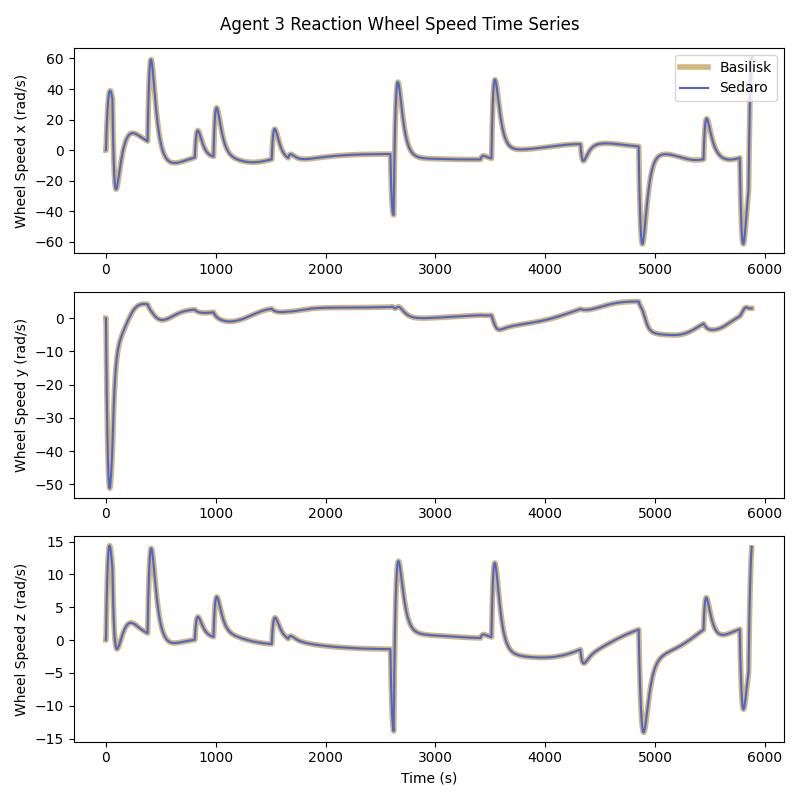 Agent 3 Reaction Wheel Speed Time Series
Wheel Speed x (rad/s)
60
40
20
0
−20
−40
−60
Basilisk
Sedaro
0 1000 2000 3000 4000 5000 6000
Wheel Speed y (rad/s)
0
−10
−20
−30
−40
−50
0 1000 2000 3000 4000 5000 6000
Wheel Speed z (rad/s)
15
10
5
0
−5
−10
−15
0 1000 2000 3000 4000 5000 6000
Time (s)